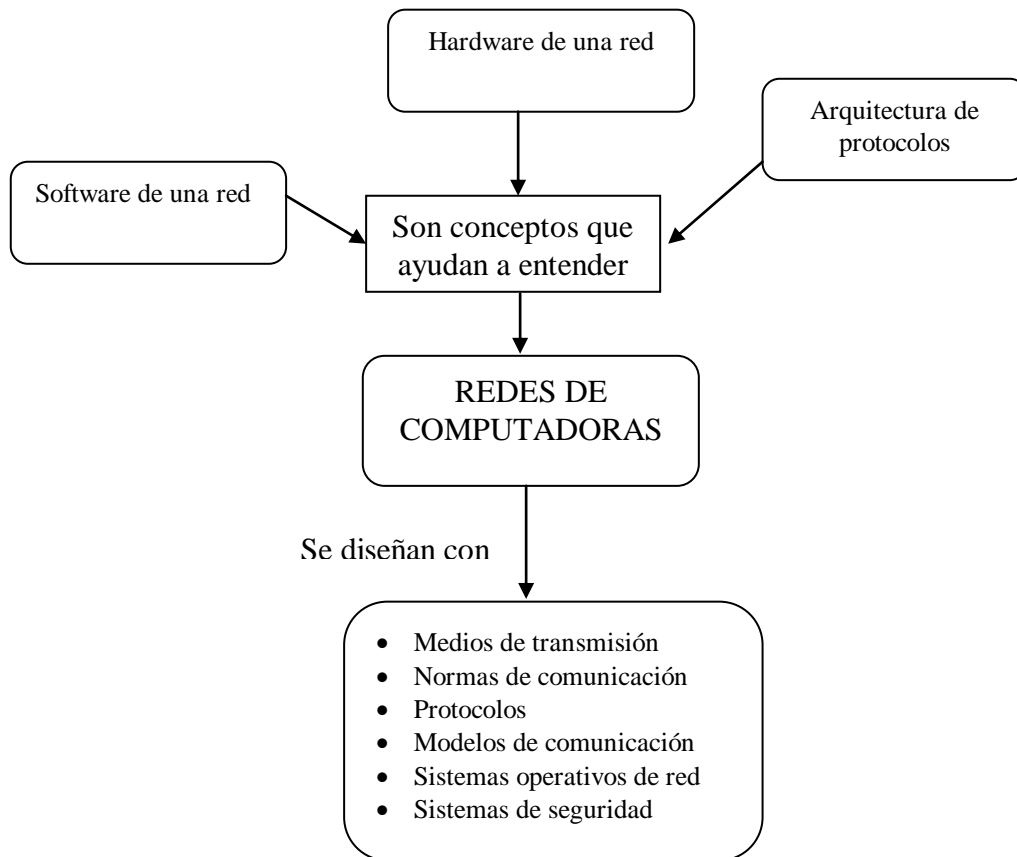 Hardware de una red
Arquitectura de
protocolos
Software de una red
Son conceptos que
ayudan a entender
REDES DE
COMPUTADORAS
Se diseñan con
• Medios de transmisión
• Normas de comunicación
• Protocolos
• Modelos de comunicación
• Sistemas operativos de red
• Sistemas de seguridad